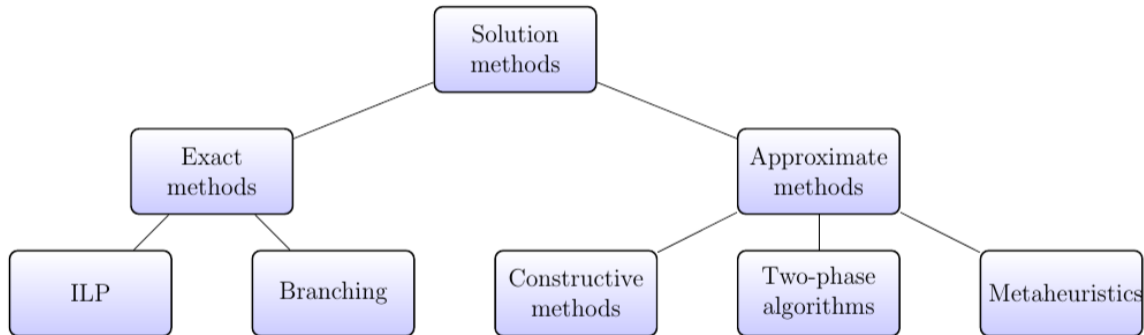 Solution
methods
Exact
methods
Approximate
methods
ILP
Branching
Constructive
methods
Two-phase
algorithms
Metaheuristics